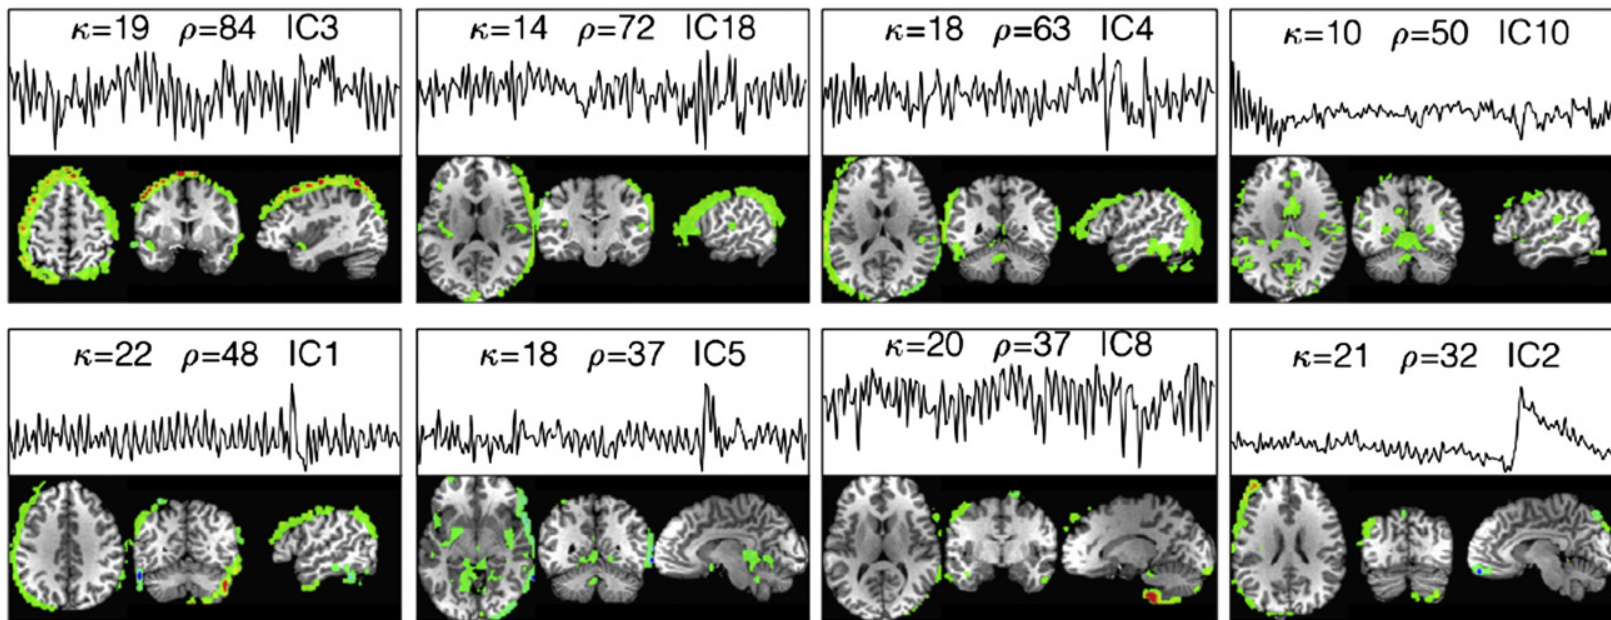 κ=19 ρ=84 IC3
κ=14 ρ=72 IC18
κ=18 ρ=63 IC4
κ=10 ρ=50 IC10
κ=22 ρ=48 IC1
κ=18 ρ=37 IC5
κ=20 ρ=37 IC8
κ=21 ρ=32 IC2